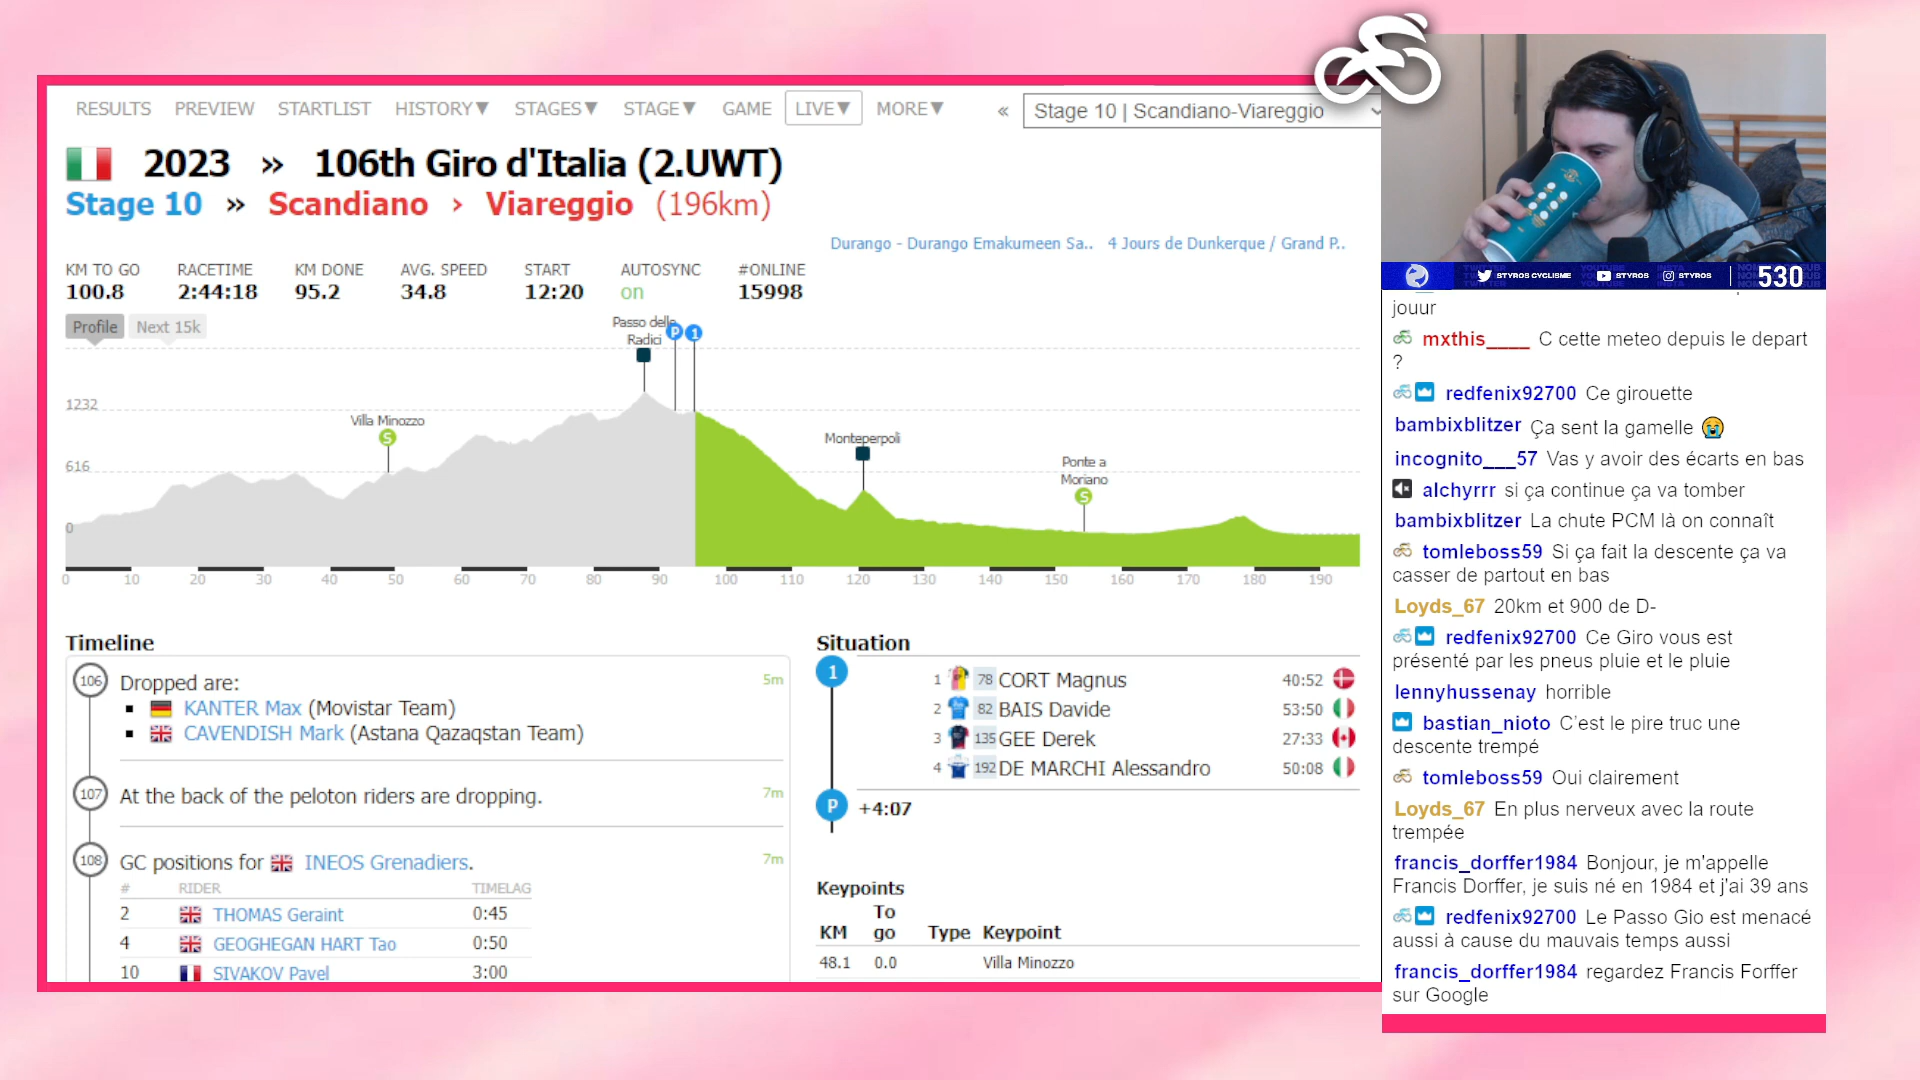 RESULTS PREVIEW STARTLIST HISTORY▼ STAGES▼ STAGE▼ GAME LIVE▼ MORE▼ « Stage 10 | Scandiano-Viareggio
2023 » 106th Giro d'Italia (2.UWT)
Stage 10 » Scandiano › Viareggio (196km)
Durango - Durango Emakumeen Sa.. 4 Jours de Dunkerque / Grand P..
KM TO GO RACETIME KM DONE AVG. SPEED START AUTOSYNC #ONLINE
100.8 2:44:18 95.2 34.8 12:20 on 15998
Profile Next 15k
Passo delle
Radici
P 1
1232
Villa Minozzo
S
Monteperpoli
616
Ponte a
Moriano
S
0
0 10 20 30 40 50 60 70 80 90 100 110 120 130 140 150 160 170 180 190
Timeline
106 Dropped are: 5m
▪ KANTER Max (Movistar Team)
▪ CAVENDISH Mark (Astana Qazaqstan Team)
107 At the back of the peloton riders are dropping. 7m
108 GC positions for INEOS Grenadiers. 7m
# RIDER TIMELAG
2 THOMAS Geraint 0:45
4 GEOGHEGAN HART Tao 0:50
10 SIVAKOV Pavel 3:00
Situation
1
1 78 CORT Magnus 40:52
2 82 BAIS Davide 53:50
3 135 GEE Derek 27:33
4 192 DE MARCHI Alessandro 50:08
P +4:07
Keypoints
KM To go Type Keypoint
48.1 0.0 Villa Minozzo
STYROS CYCLISME STYROS STYROS 530
jouur
mxthis____ C cette meteo depuis le depart
?
redfenix92700 Ce girouette
bambixblitzer Ça sent la gamelle 😭
incognito___57 Vas y avoir des écarts en bas
alchyrrr si ça continue ça va tomber
bambixblitzer La chute PCM là on connaît
tomleboss59 Si ça fait la descente ça va
casser de partout en bas
Loyds_67 20km et 900 de D-
redfenix92700 Ce Giro vous est
présenté par les pneus pluie et le pluie
lennyhussenay horrible
bastian_nioto C'est le pire truc une
descente trempé
tomleboss59 Oui clairement
Loyds_67 En plus nerveux avec la route
trempée
francis_dorffer1984 Bonjour, je m'appelle
Francis Dorffer, je suis né en 1984 et j'ai 39 ans
redfenix92700 Le Passo Gio est menacé
aussi à cause du mauvais temps aussi
francis_dorffer1984 regardez Francis Forffer
sur Google